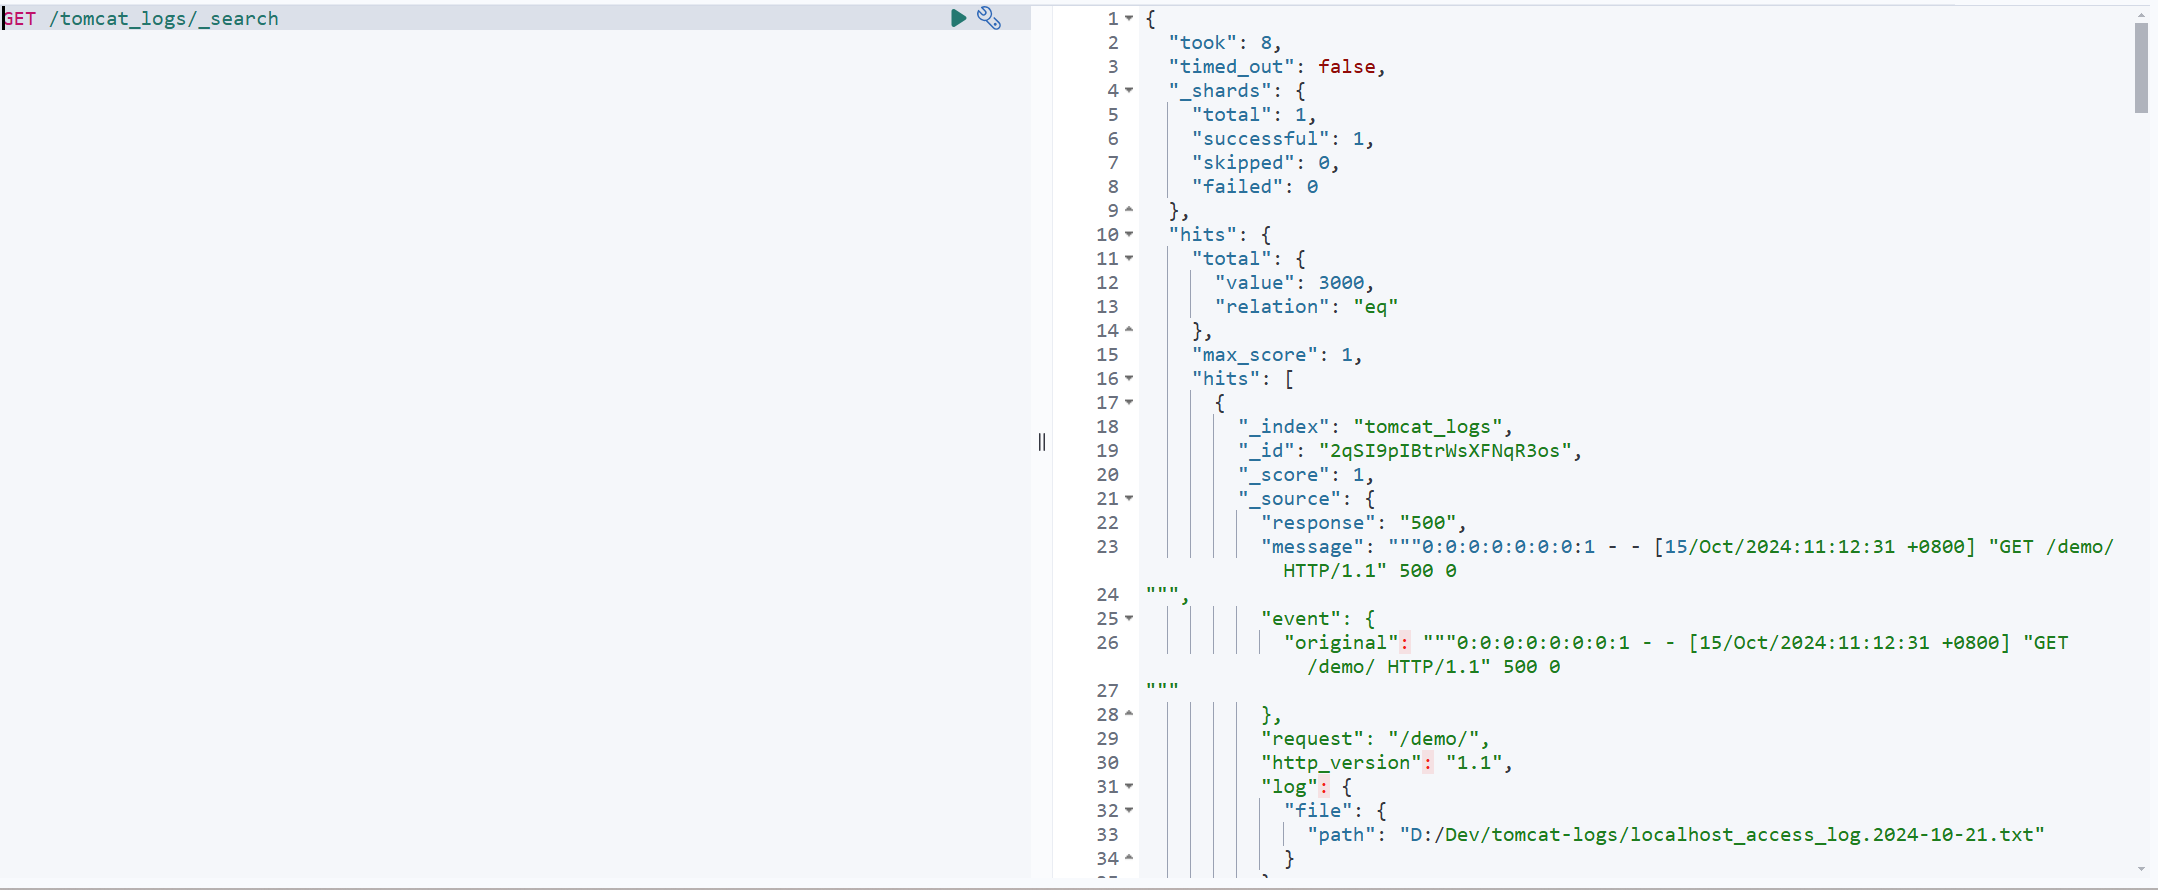 GET /tomcat_logs/_search
1 {
2 "took": 8,
3 "timed_out": false,
4 "_shards": {
5 "total": 1,
6 "successful": 1,
7 "skipped": 0,
8 "failed": 0
9 },
10 "hits": {
11 "total": {
12 "value": 3000,
13 "relation": "eq"
14 },
15 "max_score": 1,
16 "hits": [
17 {
18 "_index": "tomcat_logs",
19 "_id": "2qSI9pIBtrWsXFNqR3os",
20 "_score": 1,
21 "_source": {
22 "response": "500",
23 "message": """0:0:0:0:0:0:0:1 - - [15/Oct/2024:11:12:31 +0800] "GET /demo/
HTTP/1.1" 500 0
24 """,
25 "event": {
26 "original": """0:0:0:0:0:0:0:1 - - [15/Oct/2024:11:12:31 +0800] "GET
/demo/ HTTP/1.1" 500 0
27 """
28 },
29 "request": "/demo/",
30 "http_version": "1.1",
31 "log": {
32 "file": {
33 "path": "D:/Dev/tomcat-logs/localhost_access_log.2024-10-21.txt"
34 }